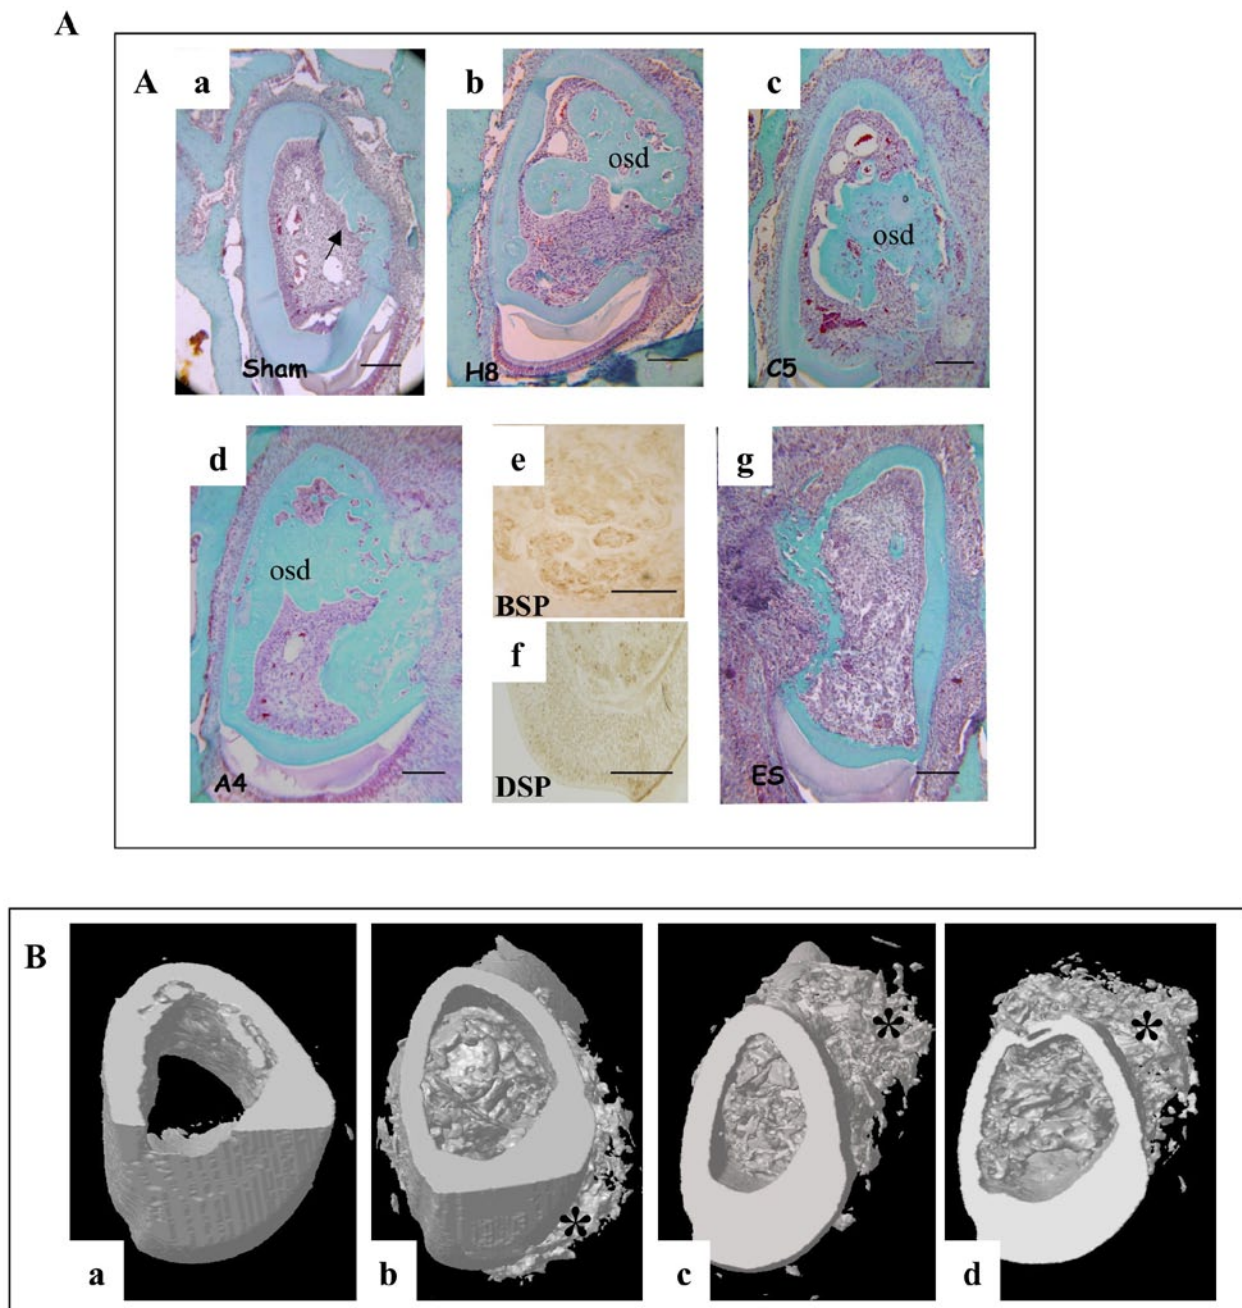 A
A a b c
osd osd
Sham H8 C5
d e g
osd
BSP
f
A4 DSP ES
B
* * *
a b c d